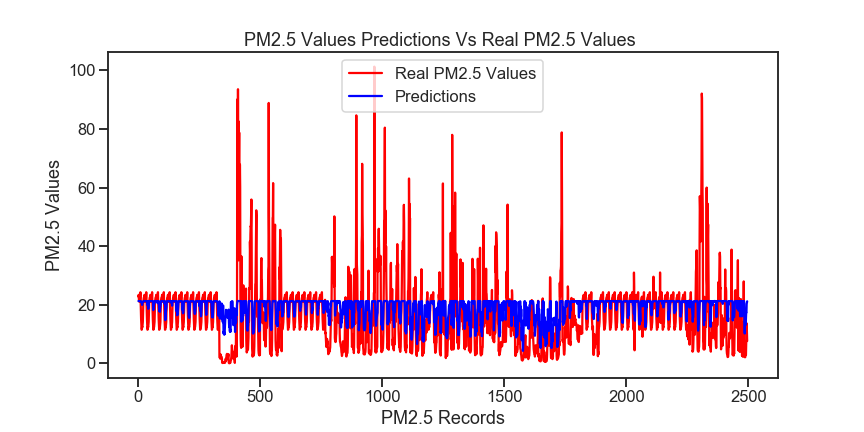 PM2.5 Values Predictions Vs Real PM2.5 Values
Real PM2.5 Values
Predictions
PM2.5 Values
100
80
60
40
20
0
0 500 1000 1500 2000 2500
PM2.5 Records